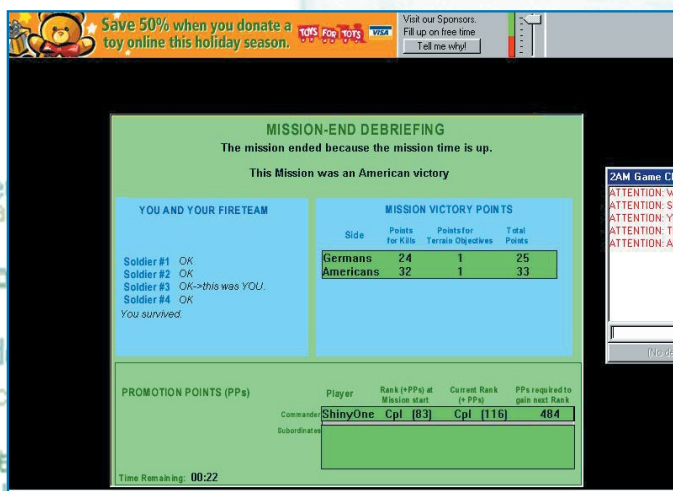 Save 50% when you donate a
toy online this holiday season.
TOYS FOR TOTS
VISA
Visit our Sponsors.
Fill up on free time
Tell me why!
MISSION-END DEBRIEFING
The mission ended because the mission time is up.
This Mission was an American victory
YOU AND YOUR FIRETEAM
Soldier #1 OK
Soldier #2 OK
Soldier #3 OK->this was YOU.
Soldier #4 OK
You survived.
MISSION VICTORY POINTS
Side Points for Kills Points for Terrain Objectives Total Points
Germans 24 1 25
Americans 32 1 33
PROMOTION POINTS (PPs)
Player Rank (+PPs) at Mission start Current Rank (+ PPs) PPs required to gain next Rank
Commander ShinyOne Cpl (83) Cpl (116) 484
Subordinates
Time Remaining: 00:22
2AM Game C
ATTENTION: W
ATTENTION: S
ATTENTION: Y
ATTENTION: T
ATTENTION: A
(No de